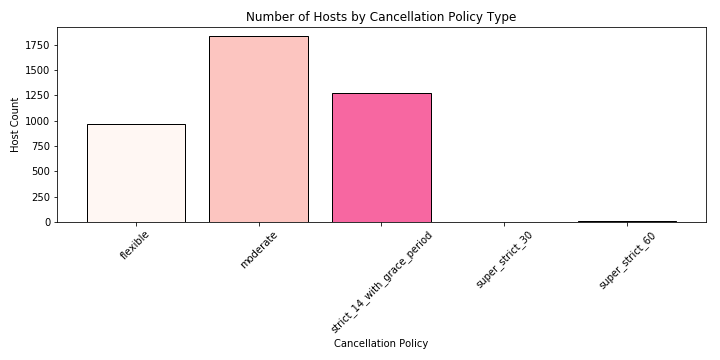 Number of Hosts by Cancellation Policy Type
Host Count
1750
1500
1250
1000
750
500
250
0
flexible
moderate
strict_14_with_grace_period
super_strict_30
super_strict_60
Cancellation Policy